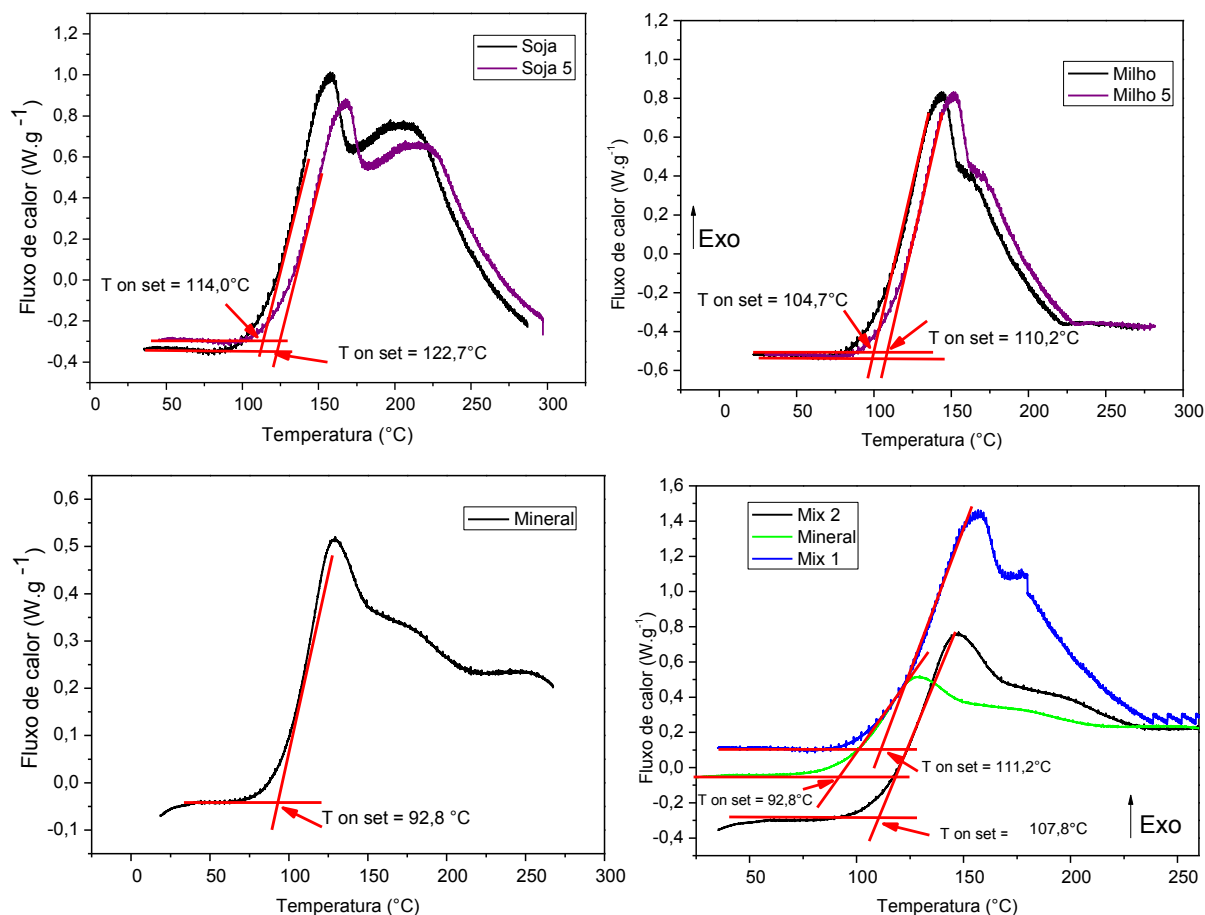 1,2
1,0
0,8
0,6
0,4
0,2
0,0
-0,2
-0,4
Fluxo de calor (W.g -1)
Soja
Soja 5
T on set = 114,0°C
T on set = 122,7°C
0 50 100 150 200 250 300
Temperatura (°C)
1,2
1,0
0,8
0,6
0,4
0,2
0,0
-0,2
-0,4
-0,6
Fluxo de calor (W.g-1)
Milho
Milho 5
Exo
T on set = 104,7°C
T on set = 110,2°C
0 50 100 150 200 250 300
Temperatura (°C)
0,6
0,5
0,4
0,3
0,2
0,1
0,0
-0,1
Fluxo de calor (W.g-1)
Mineral
T on set = 92,8 °C
0 50 100 150 200 250 300
Temperatura (°C)
1,6
1,4
1,2
1,0
0,8
0,6
0,4
0,2
0,0
-0,2
-0,4
Fluxo de calor (W.g-1)
Mix 2
Mineral
Mix 1
T on set = 111,2°C
T on set = 92,8°C
T on set = 107,8°C
Exo
50 100 150 200 250
Temperatura (°C)